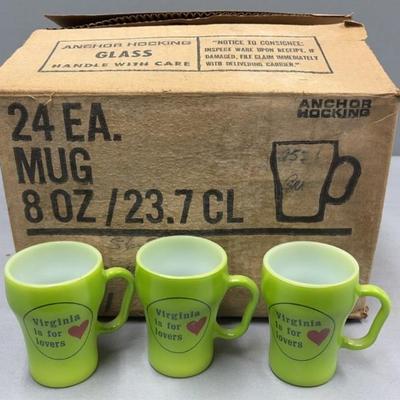 ANCHOR HOCKING
GLASS
HANDLE WITH CARE
"NOTICE TO CONSIGNEE:
INSPECT WARE UPON RECEIPT. IF
DAMAGED, FILE CLAIM IMMEDIATELY
WITH DELIVERING CARRIER."
ANCHOR
HOCKING
24 EA.
MUG
8 OZ/23.7 CL
Virginia
is for
lovers
Virginia
is for
lovers
Virginia
is for
lovers